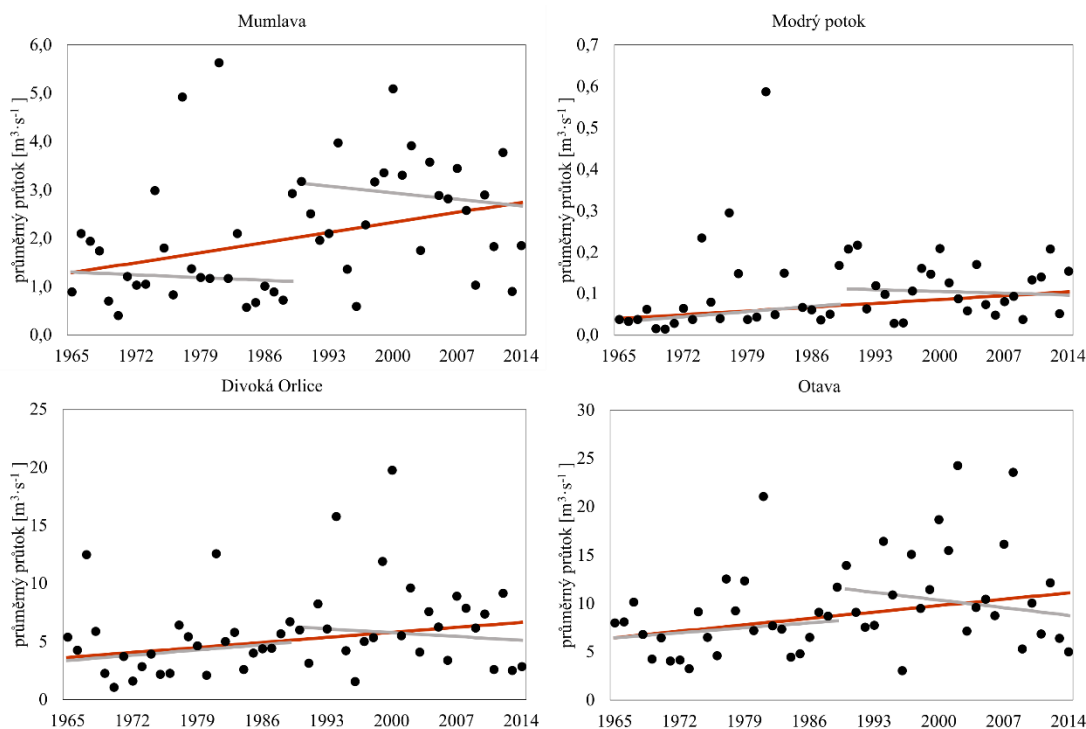 Mumlava
průměrný průtok [m³·s⁻¹ ]
6,0
5,0
4,0
3,0
2,0
1,0
0,0
1965 1972 1979 1986 1993 2000 2007 2014
Modrý potok
průměrný průtok [m³·s⁻¹ ]
0,7
0,6
0,5
0,4
0,3
0,2
0,1
0,0
1965 1972 1979 1986 1993 2000 2007 2014
Divoká Orlice
průměrný průtok [m³·s⁻¹ ]
25
20
15
10
5
0
1965 1972 1979 1986 1993 2000 2007 2014
Otava
průměrný průtok [m³·s⁻¹ ]
30
25
20
15
10
5
0
1965 1972 1979 1986 1993 2000 2007 2014